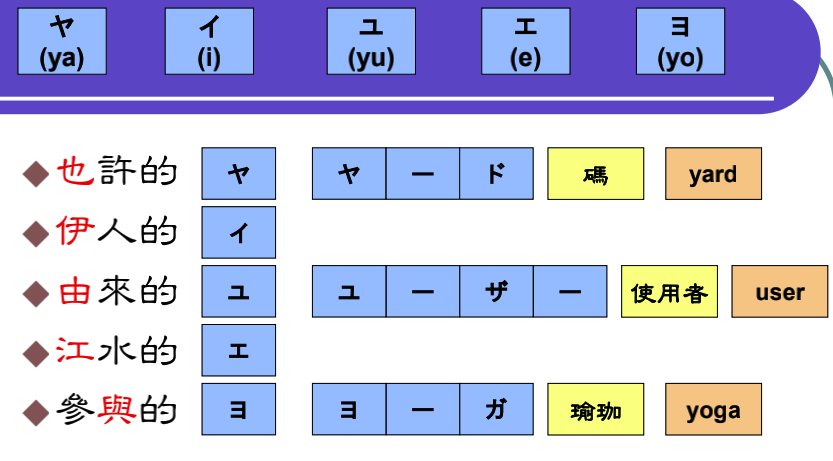 ヤ イ ユ エ ヨ
(ya) (i) (yu) (e) (yo)
也許的 ヤ ヤ ー ド 碼 yard
伊人的 イ
由來的 ユ ユ ー ザ ー 使用者 user
江水的 エ
參與的 ヨ ヨ ー ガ 瑜珈 yoga